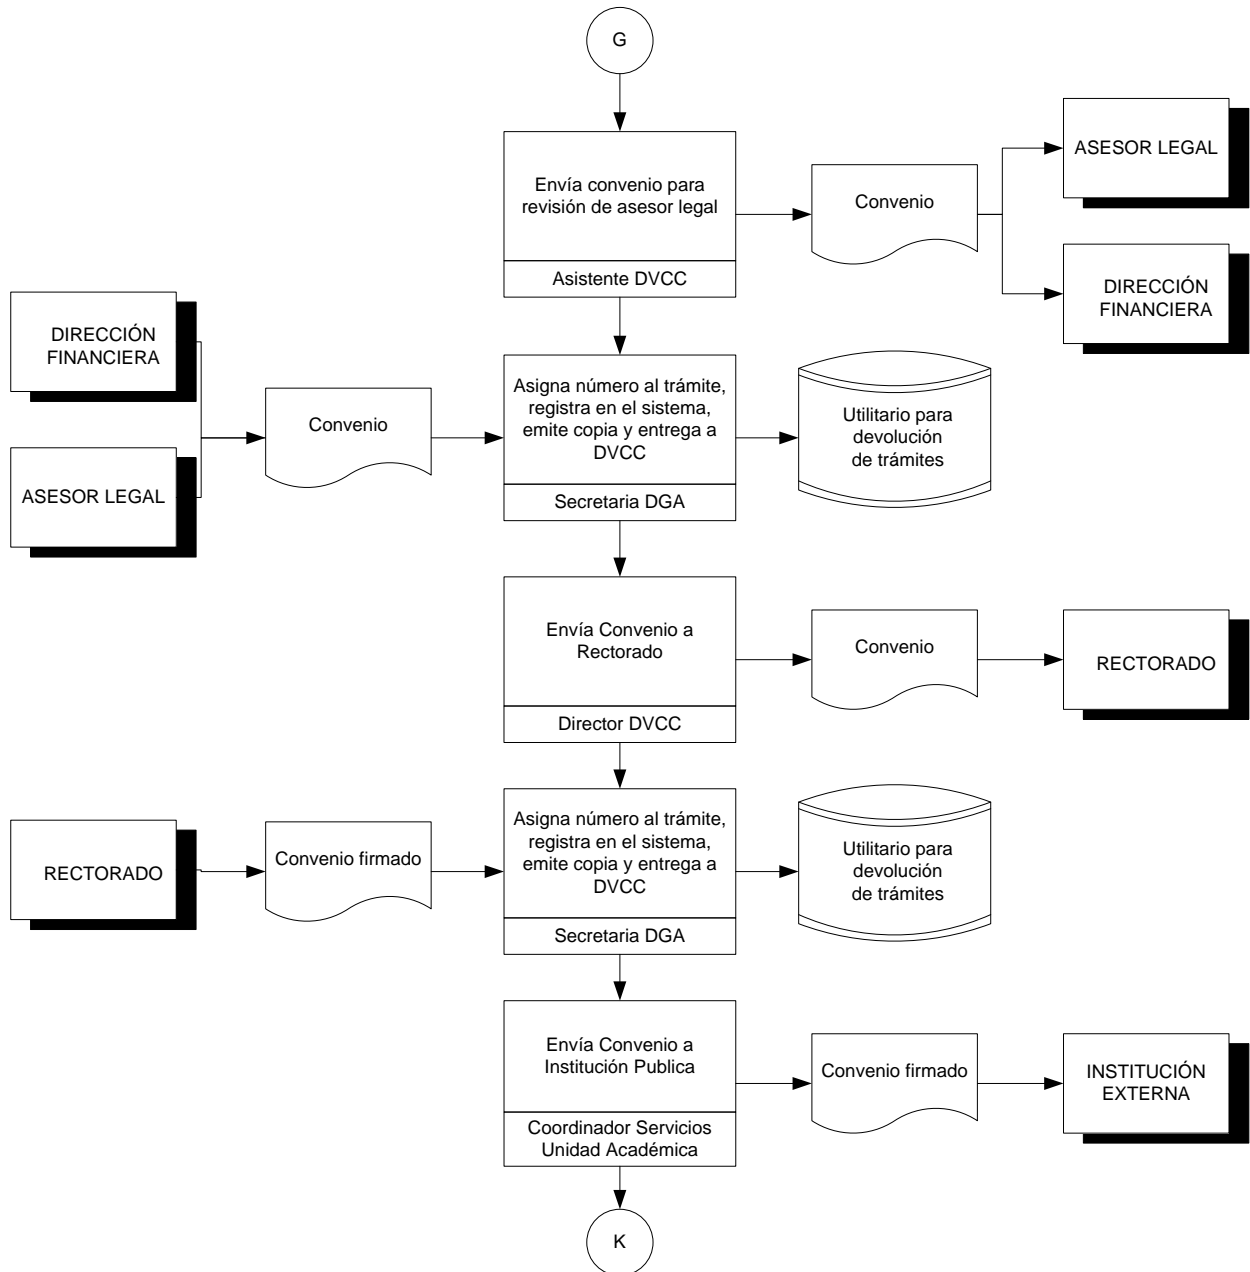 G
Envía convenio para
revisión de asesor legal
Asistente DVCC
Convenio
ASESOR LEGAL
DIRECCIÓN
FINANCIERA
DIRECCIÓN
FINANCIERA
ASESOR LEGAL
Convenio
Asigna número al trámite,
registra en el sistema,
emite copia y entrega a
DVCC
Secretaria DGA
Utilitario para
devolución
de trámites
Envía Convenio a
Rectorado
Director DVCC
Convenio
RECTORADO
RECTORADO
Convenio firmado
Asigna número al trámite,
registra en el sistema,
emite copia y entrega a
DVCC
Secretaria DGA
Utilitario para
devolución
de trámites
Envía Convenio a
Institución Publica
Coordinador Servicios
Unidad Académica
Convenio firmado
INSTITUCIÓN
EXTERNA
K